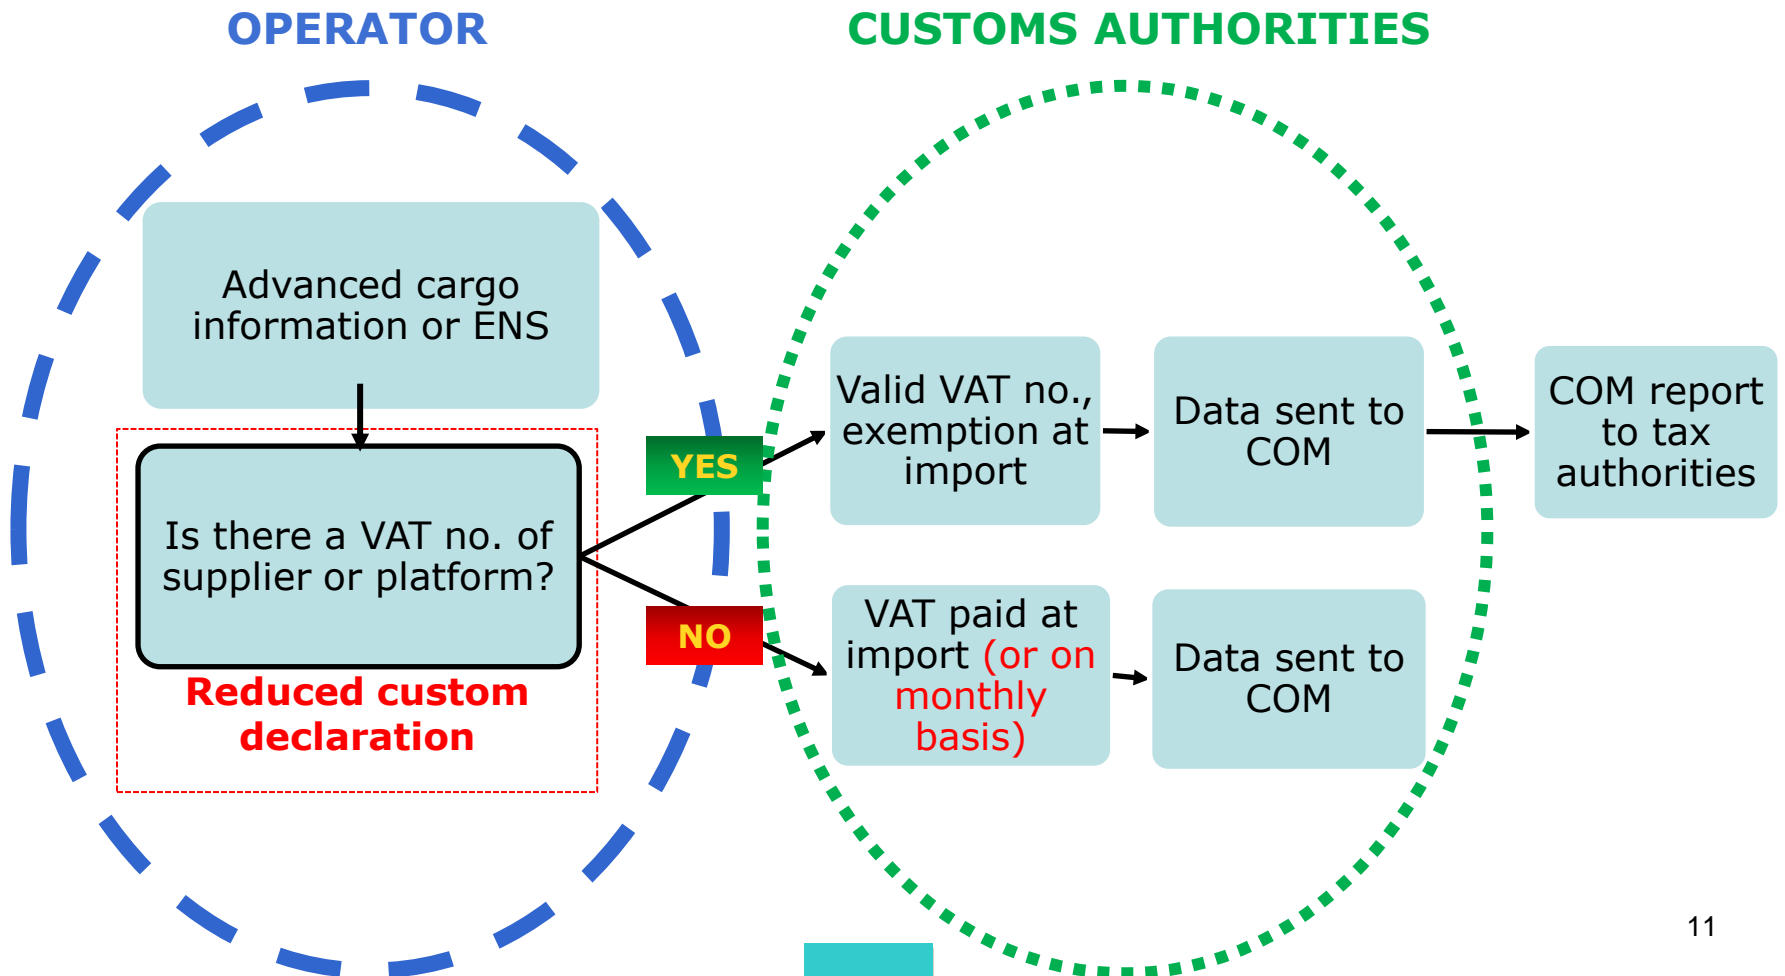 OPERATOR
CUSTOMS AUTHORITIES
Advanced cargo
information or ENS
Is there a VAT no. of
supplier or platform?
Reduced custom
declaration
YES
NO
Valid VAT no.,
exemption at
import
Data sent to
COM
COM report
to tax
authorities
VAT paid at
import (or on
monthly
basis)
Data sent to
COM
11